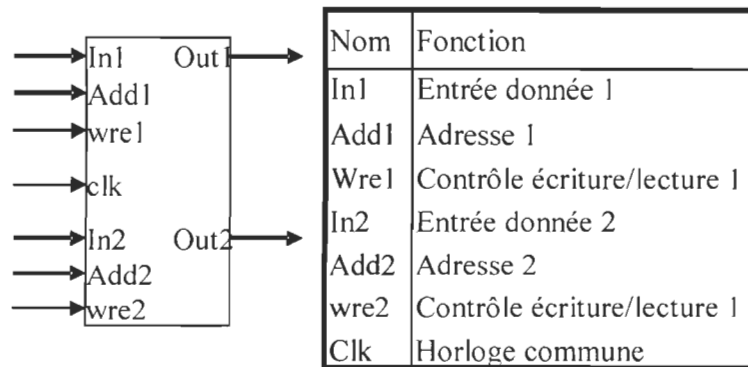 In1 Out1
Add1
wre1
clk
In2 Out2
Add2
wre2
Nom Fonction
In1 Entrée donnée 1
Add1 Adresse 1
Wre1 Contrôle écriture/lecture 1
In2 Entrée donnée 2
Add2 Adresse 2
wre2 Contrôle écriture/lecture 1
Clk Horloge commune